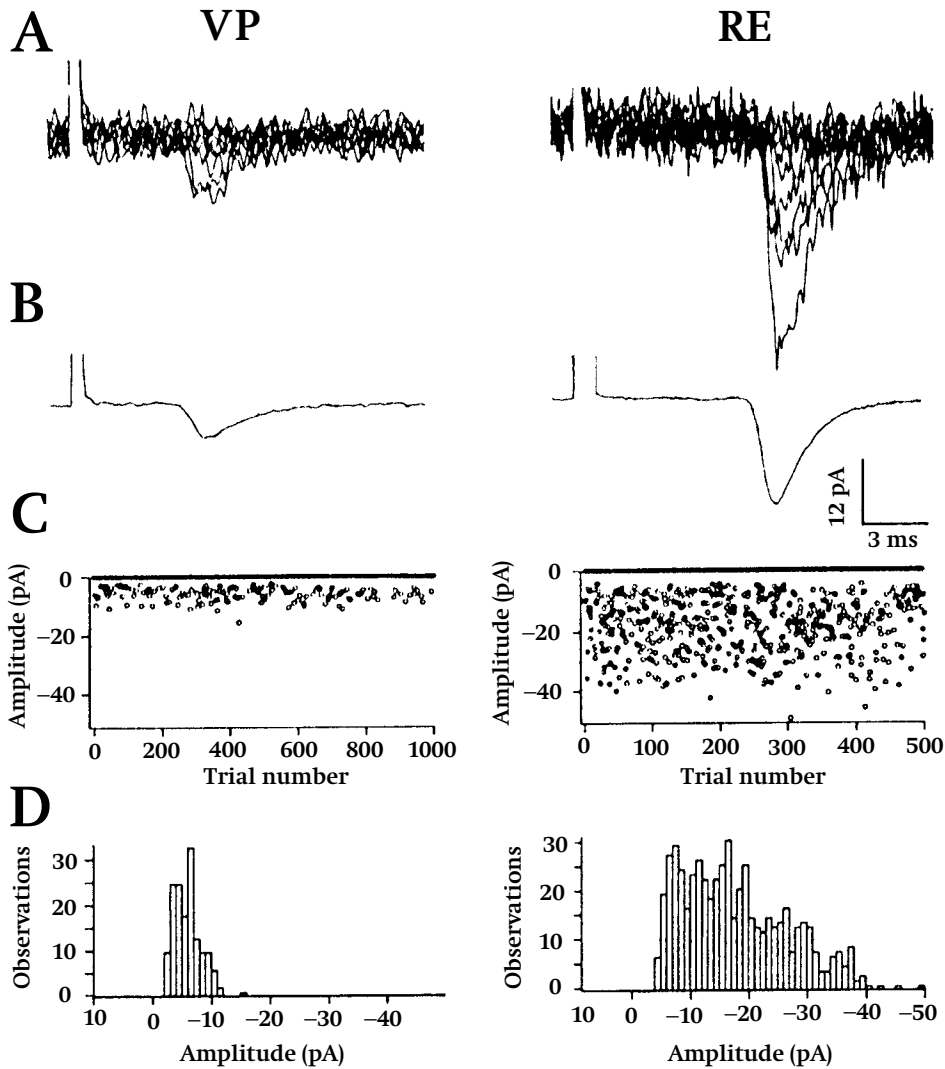 A
VP
RE
B
12 pA
3 ms
C
Amplitude (pA)
0
−20
−40
0 200 400 600 800 1000
Trial number
Amplitude (pA)
0
−20
−40
0 100 200 300 400 500
Trial number
D
Observations
30
20
10
0
10 0 −10 −20 −30 −40
Amplitude (pA)
Observations
30
20
10
0
10 0 −10 −20 −30 −40 −50
Amplitude (pA)